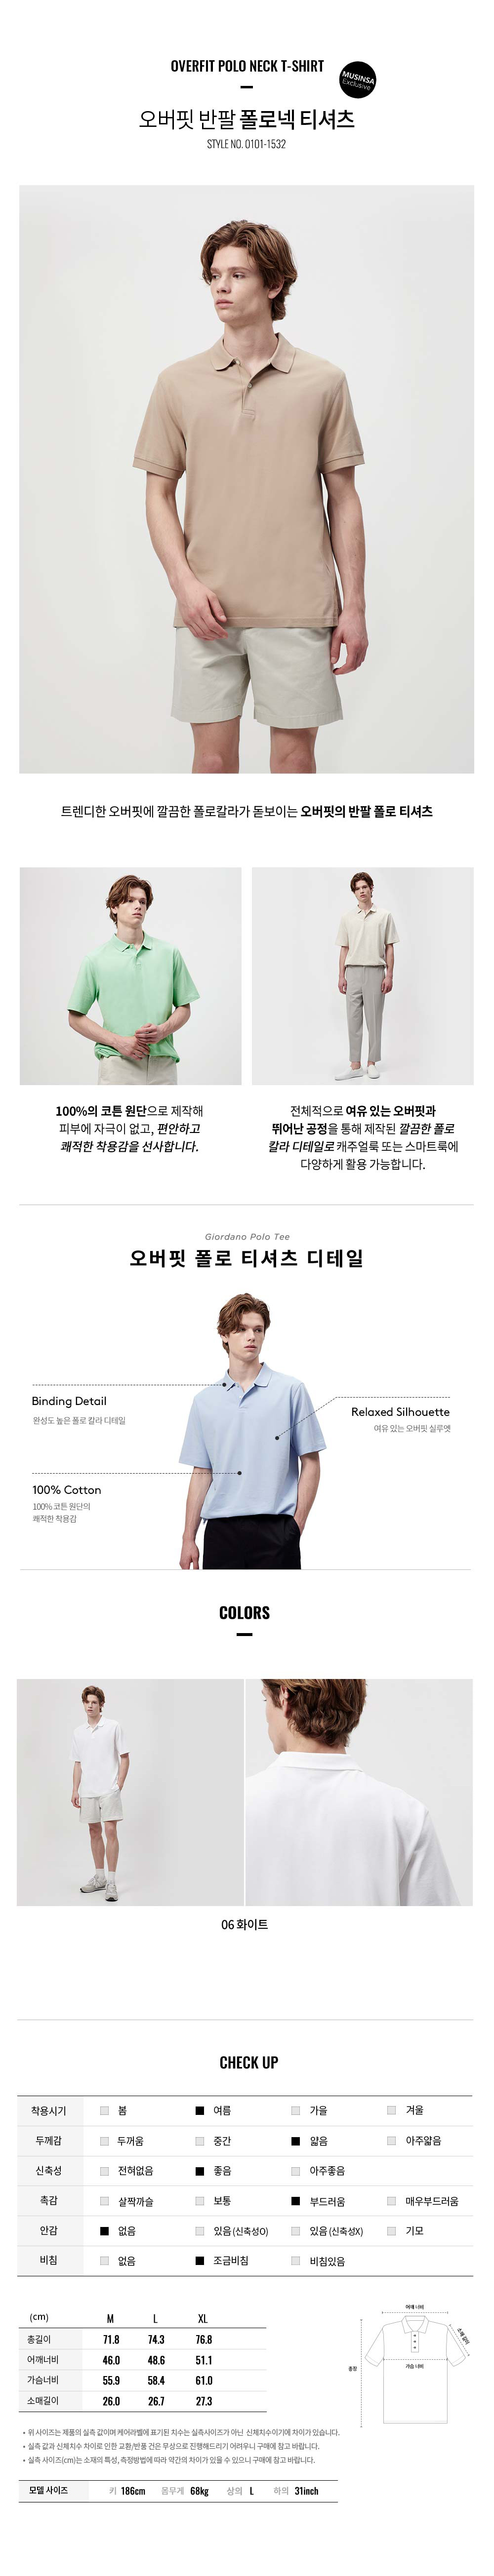 OVERFIT POLO NECK T-SHIRT
MUSINSA
Exclusive
오버핏 반팔 폴로넥 티셔츠
STYLE NO. 0101-1532
트렌디한 오버핏에 깔끔한 폴로칼라가 돋보이는 오버핏의 반팔 폴로 티셔츠
100%의 코튼 원단으로 제작해
피부에 자극이 없고, 편안하고
쾌적한 착용감을 선사합니다.
전체적으로 여유 있는 오버핏과
뛰어난 공정을 통해 제작된 깔끔한 폴로
칼라 디테일로 캐주얼룩 또는 스마트룩에
다양하게 활용 가능합니다.
Giordano Polo Tee
오버핏 폴로 티셔츠 디테일
Binding Detail
완성도 높은 폴로 칼라 디테일
Relaxed Silhouette
여유 있는 오버핏 실루엣
100% Cotton
100% 코튼 원단의
쾌적한 착용감
COLORS
06 화이트
CHECK UP
착용시기 봄 여름 가을 겨울
두께감 두꺼움 중간 얇음 아주얇음
신축성 전혀없음 좋음 아주좋음
촉감 살짝까슬 보통 부드러움 매우부드러움
안감 없음 있음(신축성O) 있음(신축성X) 기모
비침 없음 조금비침 비침있음
(cm) M L XL
총길이 71.8 74.3 76.8
어깨너비 46.0 48.6 51.1
가슴너비 55.9 58.4 61.0
소매길이 26.0 26.7 27.3
어깨 너비
소매 길이
총장
가슴 너비
• 위 사이즈는 제품의 실측 값이며 케어라벨에 표기된 치수는 실측사이즈가 아닌 신체치수이기에 차이가 있습니다.
• 실측 값과 신체치수 차이로 인한 교환/반품 건은 무상으로 진행해드리기 어려우니 구매에 참고 바랍니다.
• 실측 사이즈(cm)는 소재의 특성, 측정방법에 따라 약간의 차이가 있을 수 있으니 구매에 참고 바랍니다.
모델 사이즈 키 186cm 몸무게 68kg 상의 L 하의 31inch